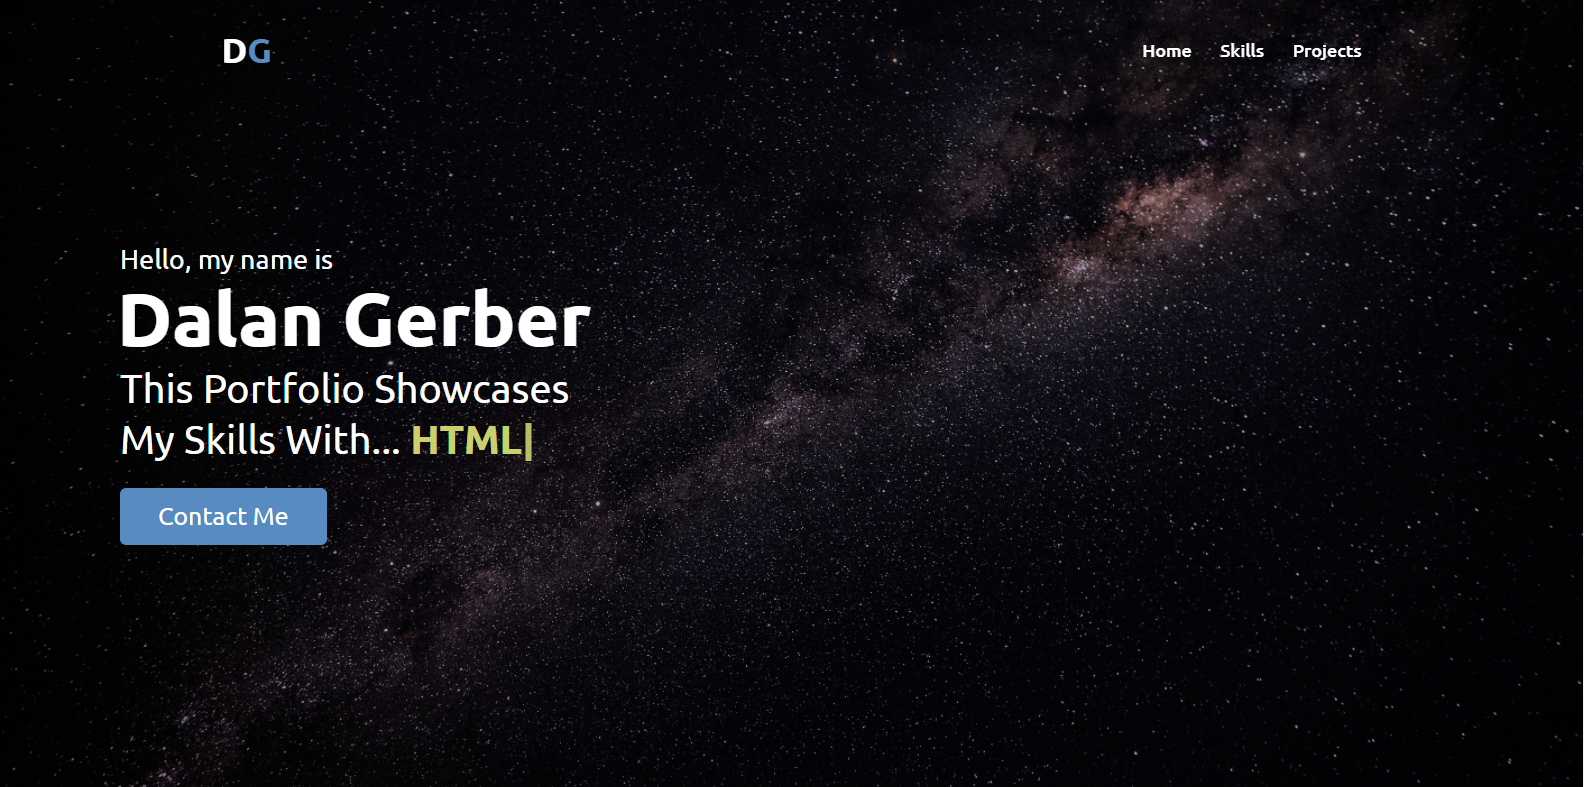 DG
Home Skills Projects
Hello, my name is
Dalan Gerber
This Portfolio Showcases
My Skills With... HTML|
Contact Me